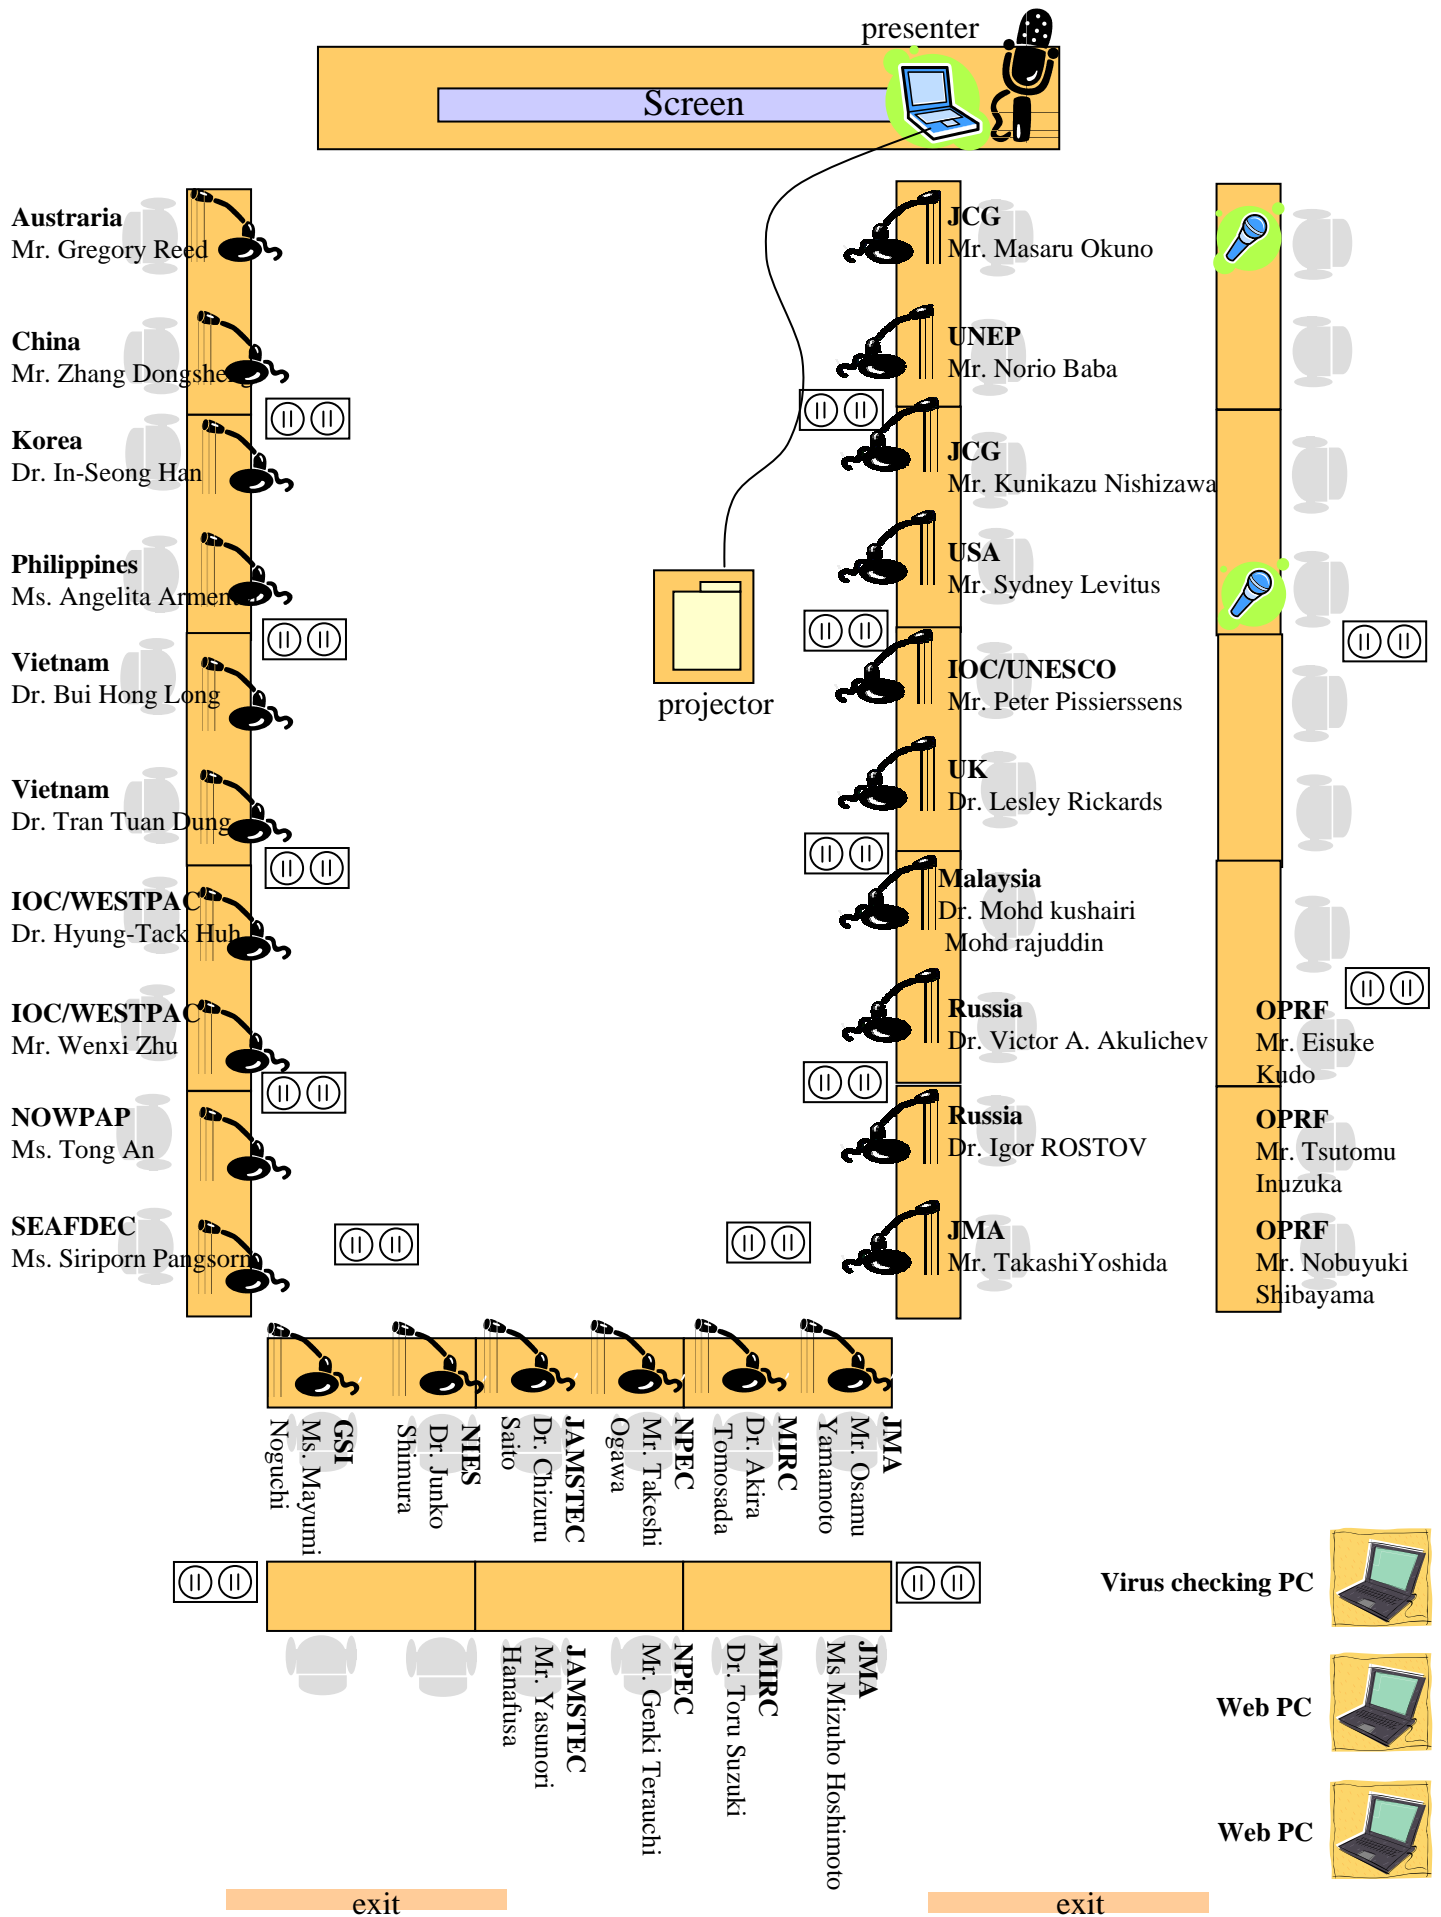 presenter
Screen
Austraria
Mr. Gregory Reed
China
Mr. Zhang Dongsheng
Korea
Dr. In-Seong Han
Philippines
Ms. Angelita
Vietnam
Dr. Bui Hong Long
Vietnam
Dr. Tran Tuan Dung
IOC/WESTPAC
Dr. Hyung-Tack Huh
IOC/WESTPAC
Mr. Wenxi Zhu
NOWPAP
Ms. Tong An
SEAFDEC
Ms. Siriporn Pangsorn
projector
JCG
Mr. Masaru Okuno
UNEP
Mr. Norio Baba
JCG
Mr. Kunikazu Nishizawa
USA
Mr. Sydney Levitus
IOC/UNESCO
Mr. Peter Pissierssens
UK
Dr. Lesley Rickards
Malaysia
Dr. Mohd kushairi
Mohd rajuddin
Russia
Dr. Victor A. Akulichev
Russia
Dr. Igor ROSTOV
JMA
Mr. TakashiYoshida
OPRF
Mr. Eisuke
Kudo
OPRF
Mr. Tsutomu
Inuzuka
OPRF
Mr. Nobuyuki
Shibayama
GSI
Ms. Mayumi
Noguchi
NIES
Dr. Junko
Shimura
JAMSTEC
Dr. Chizuru
Saito
NPEC
Mr. Takeshi
Ogawa
MIRC
Dr. Akira
Tomosada
JMA
Mr. Osamu
Yamamoto
JAMSTEC
Mr. Yasunori
Hanafusa
NPEC
Mr. Genki Terauchi
MIRC
Dr. Toru Suzuki
JMA
Ms Mizuho Hoshimoto
Virus checking PC
Web PC
Web PC
exit
exit